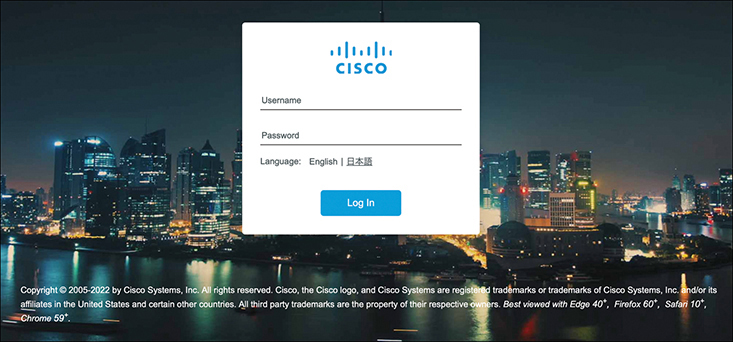 CISCO
Username
Password
Language: English | 日本語
Log In
Copyright © 2005-2022 by Cisco Systems, Inc. All rights reserved. Cisco, the Cisco logo, and Cisco Systems are registered trademarks or trademarks of Cisco Systems, Inc. and/or its
affiliates in the United States and certain other countries. All third party trademarks are the property of their respective owners. Best viewed with Edge 40+, Firefox 60+, Safari 10+,
Chrome 59+.